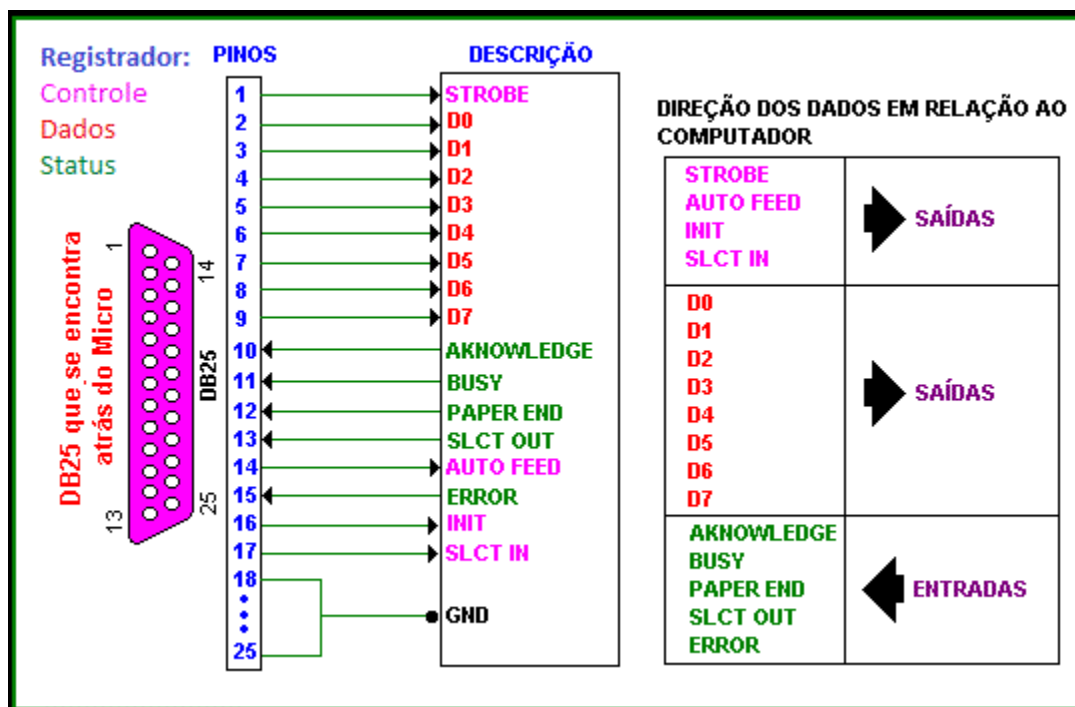 Registrador:
Controle
Dados
Status
DB25 que se encontra
atrás do Micro
1
14
13
25
DB25
PINOS
DESCRIÇÃO
1 STROBE
2 D0
3 D1
4 D2
5 D3
6 D4
7 D5
8 D6
9 D7
10 AKNOWLEDGE
11 BUSY
12 PAPER END
13 SLCT OUT
14 AUTO FEED
15 ERROR
16 INIT
17 SLCT IN
18
GND
25
DIREÇÃO DOS DADOS EM RELAÇÃO AO
COMPUTADOR
STROBE
AUTO FEED
INIT
SLCT IN
SAÍDAS
D0
D1
D2
D3
D4
D5
D6
D7
SAÍDAS
AKNOWLEDGE
BUSY
PAPER END
SLCT OUT
ERROR
ENTRADAS